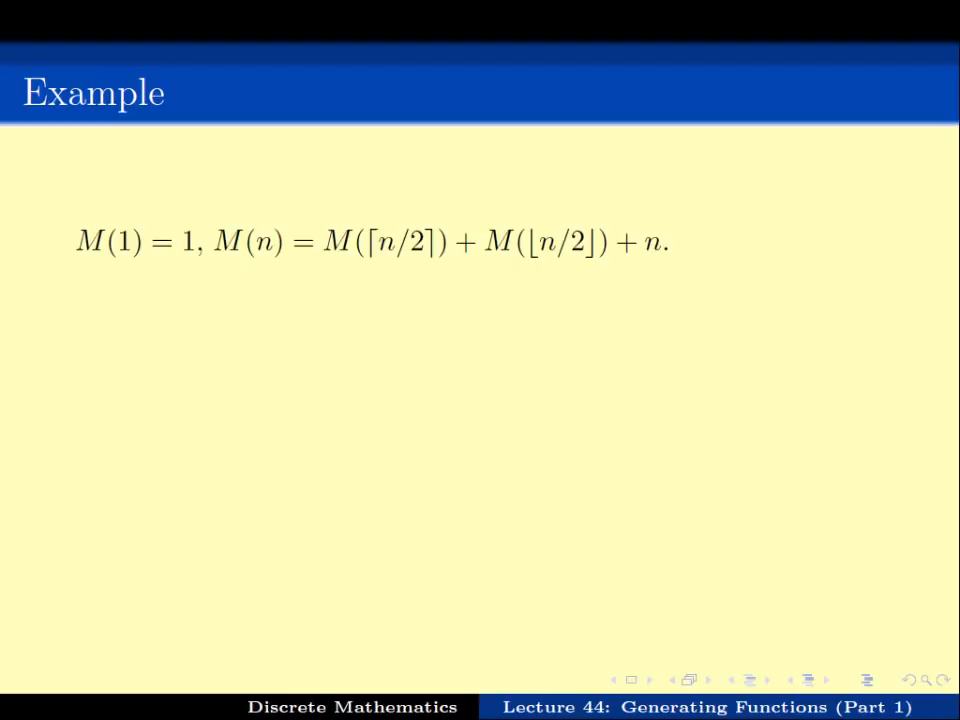 Example
M(1) = 1, M(n) = M(⌈n/2⌉) + M(⌊n/2⌋) + n.
Discrete Mathematics Lecture 44: Generating Functions (Part 1)